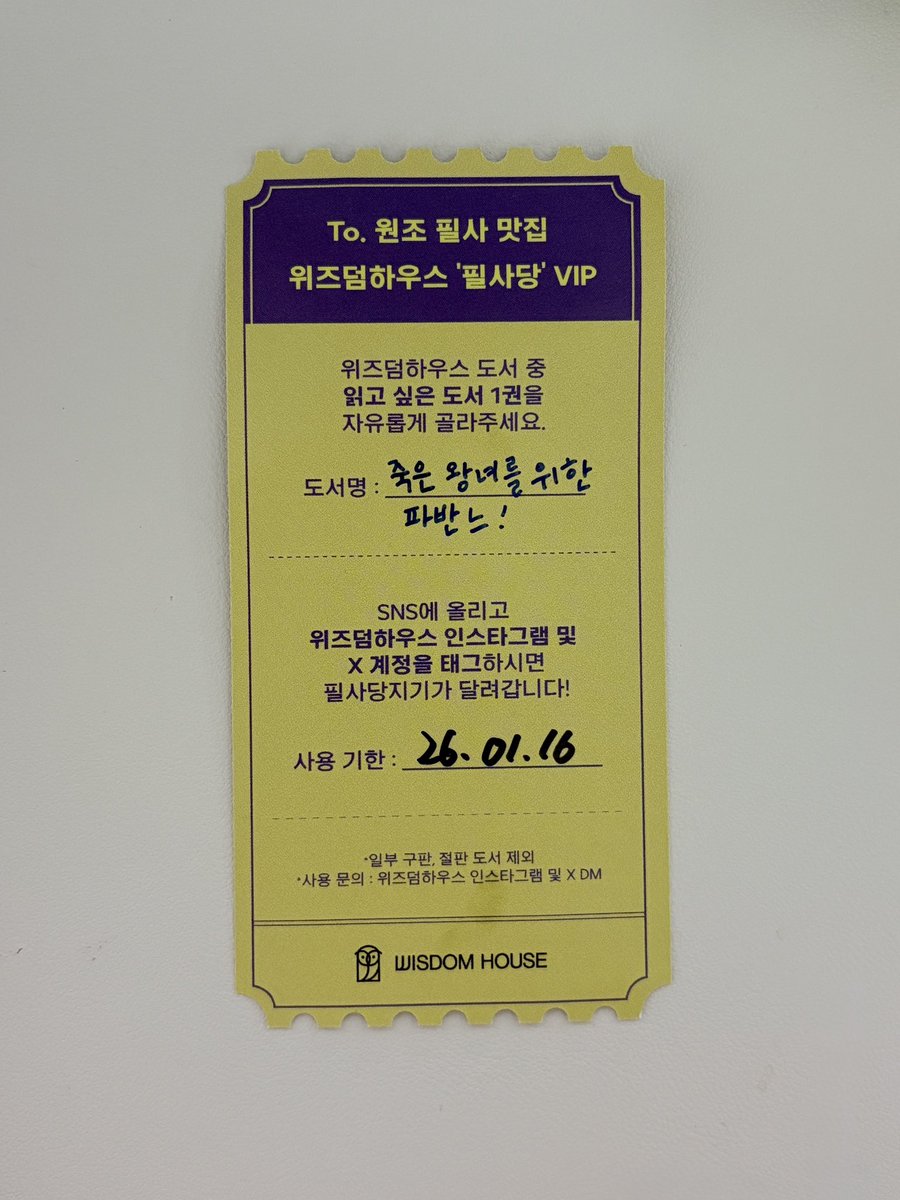 To. 원조 필사 맛집
위즈덤하우스 '필사당' VIP
위즈덤하우스 도서 중
읽고 싶은 도서 1권을
자유롭게 골라주세요.
도서명 : 죽은 왕녀를 위한
파반느!
SNS에 올리고
위즈덤하우스 인스타그램 및
X 계정을 태그하시면
필사당지기가 달려갑니다!
사용 기한 : 26.01.16
*일부 구판, 절판 도서 제외
*사용 문의 : 위즈덤하우스 인스타그램 및 X DM
WISDOM HOUSE